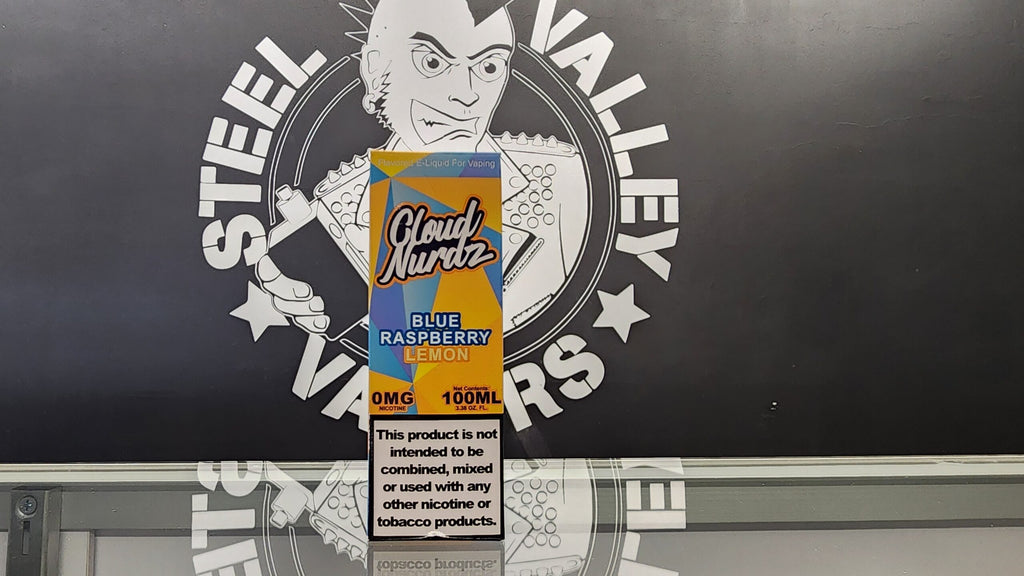 STEEL VALLEY
VAPORS
Flavored E-Liquid For Vaping
Cloud
Nurdz
BLUE
RASPBERRY
LEMON
0MG
NICOTINE
Net Contents:
100ML
3.38 OZ. FL.
This product is not
intended to be
combined, mixed
or used with any
other nicotine or
tobacco products.